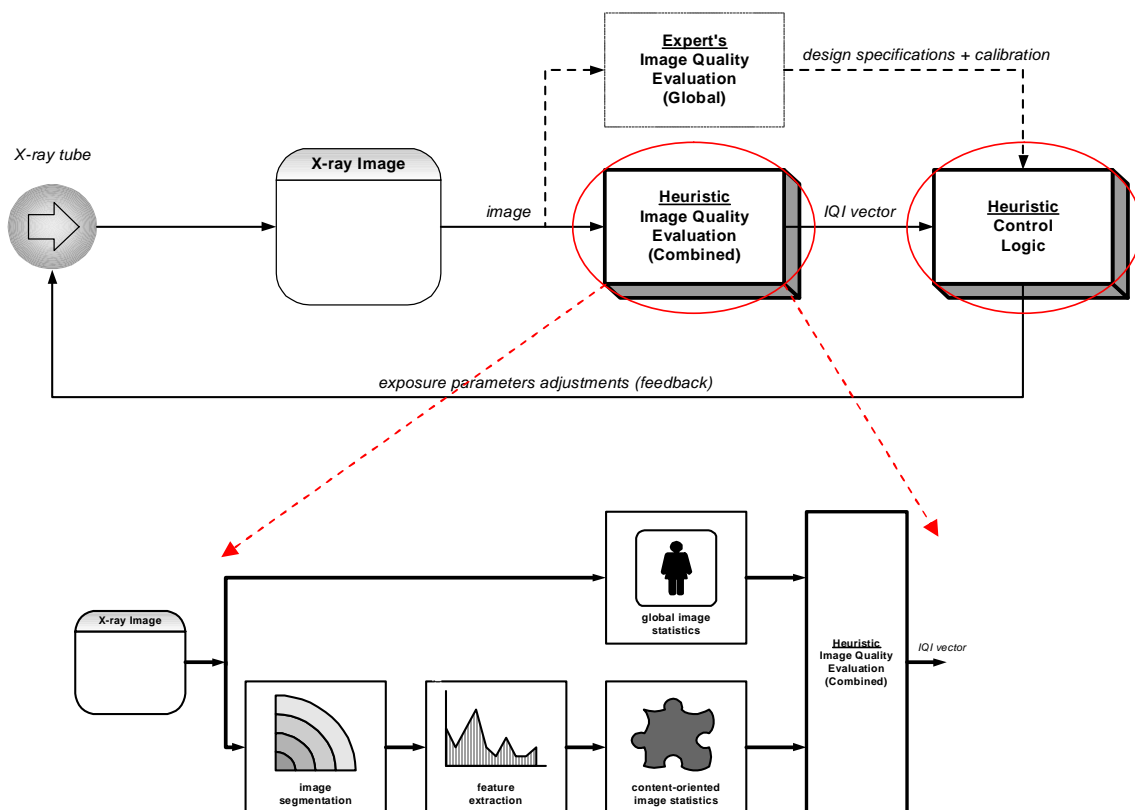 Expert's
Image Quality
Evaluation
(Global)
design specifications + calibration
X-ray tube
X-ray Image
image
Heuristic
Image Quality
Evaluation
(Combined)
IQI vector
Heuristic
Control
Logic
exposure parameters adjustments (feedback)
X-ray Image
global image
statistics
Heuristic
Image Quality
Evaluation
(Combined)
IQI vector
image
segmentation
feature
extraction
content-oriented
image statistics